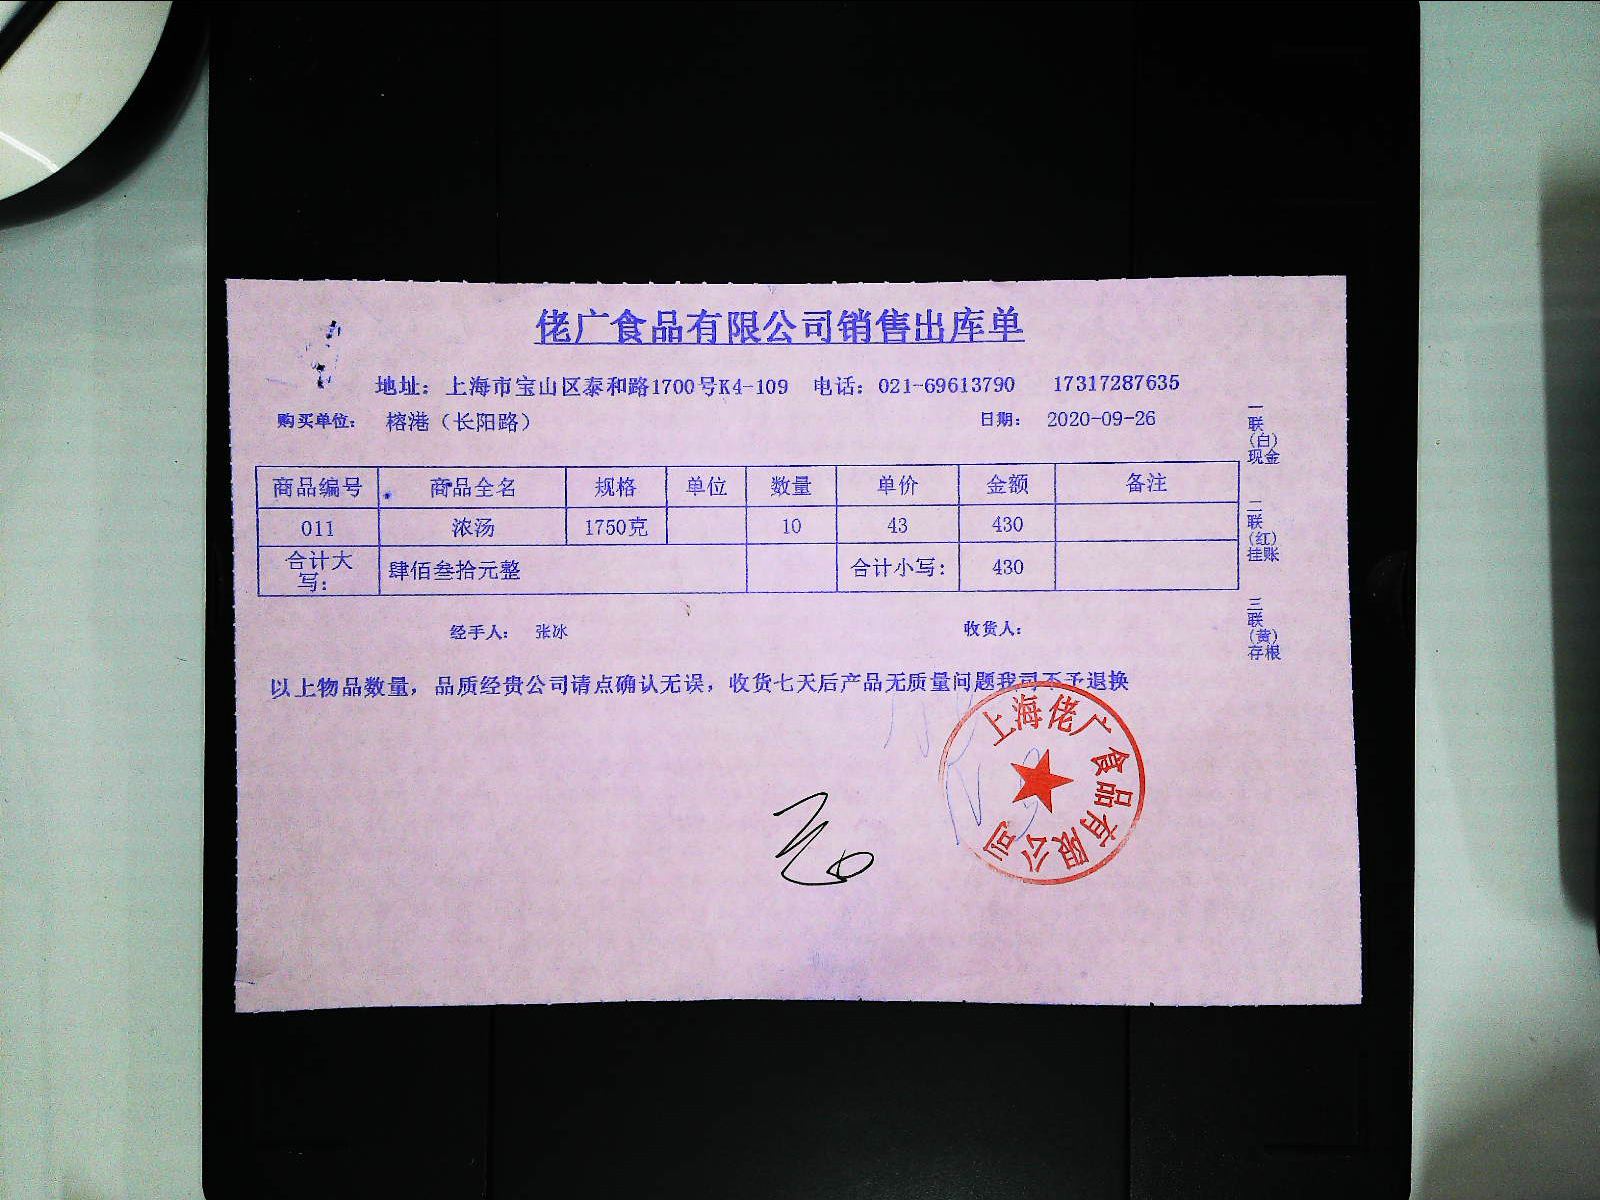 佬广食品有限公司销售出库单
地址：上海市宝山区泰和路1700号K4-109 电话：021-69613790 17317287635
购买单位： 榕港（长阳路） 日期： 2020-09-26
商品编号 商品全名 规格 单位 数量 单价 金额 备注
011 浓汤 1750克 10 43 430
合计大写： 肆佰叁拾元整 合计小写： 430
经手人： 张冰 收货人：
以上物品数量，品质经贵公司请点确认无误，收货七天后产品无质量问题我司不予退换
一联（白）现金
二联（红）挂账
三联（黄）存根
上海佬广食品有限公司